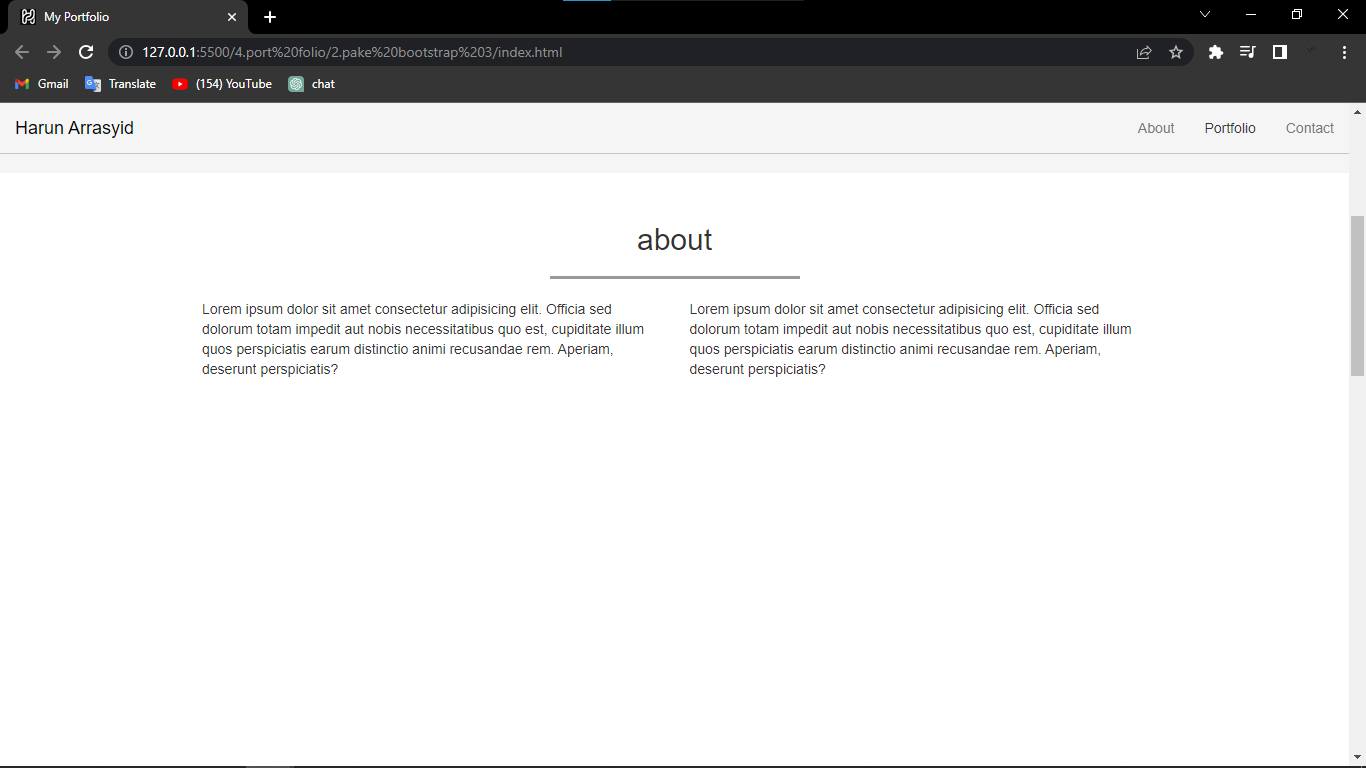 My Portfolio
127.0.0.1:5500/4.port%20folio/2.pake%20bootstrap%203/index.html
Gmail Translate (154) YouTube chat
Harun Arrasyid About Portfolio Contact
about
Lorem ipsum dolor sit amet consectetur adipisicing elit. Officia sed
dolorum totam impedit aut nobis necessitatibus quo est, cupiditate illum
quos perspiciatis earum distinctio animi recusandae rem. Aperiam,
deserunt perspiciatis?
Lorem ipsum dolor sit amet consectetur adipisicing elit. Officia sed
dolorum totam impedit aut nobis necessitatibus quo est, cupiditate illum
quos perspiciatis earum distinctio animi recusandae rem. Aperiam,
deserunt perspiciatis?